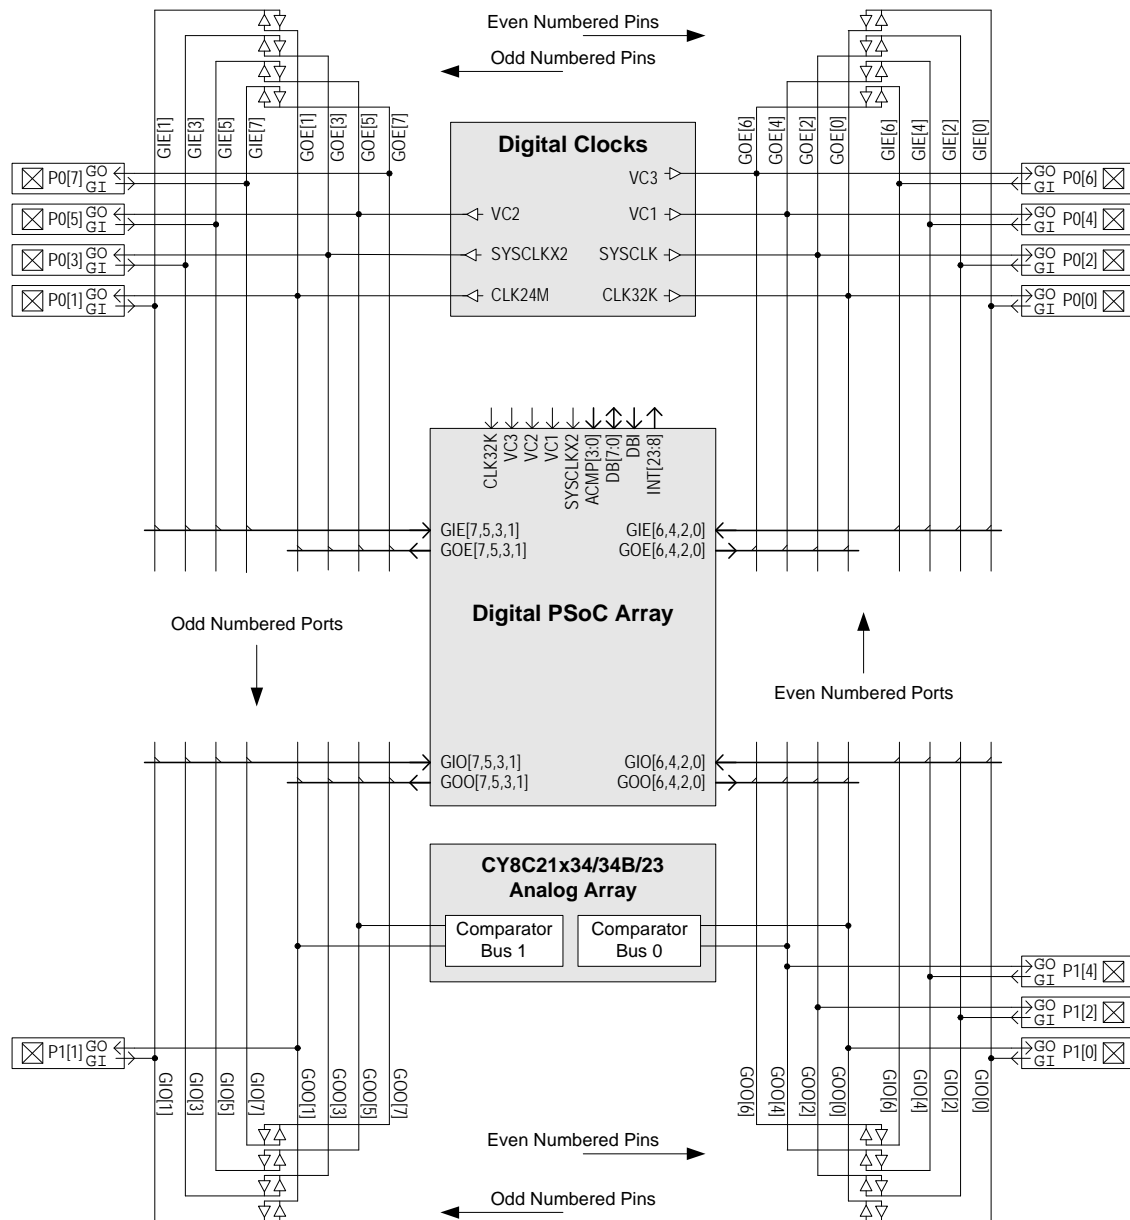 Even Numbered Pins
Odd Numbered Pins
GIE[1]
GIE[3]
GIE[5]
GIE[7]
GOE[1]
GOE[3]
GOE[5]
GOE[7]
GOE[6]
GOE[4]
GOE[2]
GOE[0]
GIE[6]
GIE[4]
GIE[2]
GIE[0]
P0[7] GO GI
P0[5] GO GI
P0[3] GO GI
P0[1] GO GI
Digital Clocks
VC3
VC2
VC1
SYSCLKX2
SYSCLK
CLK24M
CLK32K
GO GI P0[6]
GO GI P0[4]
GO GI P0[2]
GO GI P0[0]
CLK32K
VC3
VC2
VC1
SYSCLKX2
ACMP[3:0]
DB[7:0]
DBI
INT[23:8]
GIE[7,5,3,1]
GIE[6,4,2,0]
GOE[7,5,3,1]
GOE[6,4,2,0]
Digital PSoC Array
Odd Numbered Ports
Even Numbered Ports
GIO[7,5,3,1]
GIO[6,4,2,0]
GOO[7,5,3,1]
GOO[6,4,2,0]
CY8C21x34/34B/23
Analog Array
Comparator
Bus 1
Comparator
Bus 0
GO GI P1[4]
GO GI P1[2]
GO GI P1[0]
P1[1] GO GI
GIO[1]
GIO[3]
GIO[5]
GIO[7]
GOO[1]
GOO[3]
GOO[5]
GOO[7]
GOO[6]
GOO[4]
GOO[2]
GOO[0]
GIO[6]
GIO[4]
GIO[2]
GIO[0]
Even Numbered Pins
Odd Numbered Pins